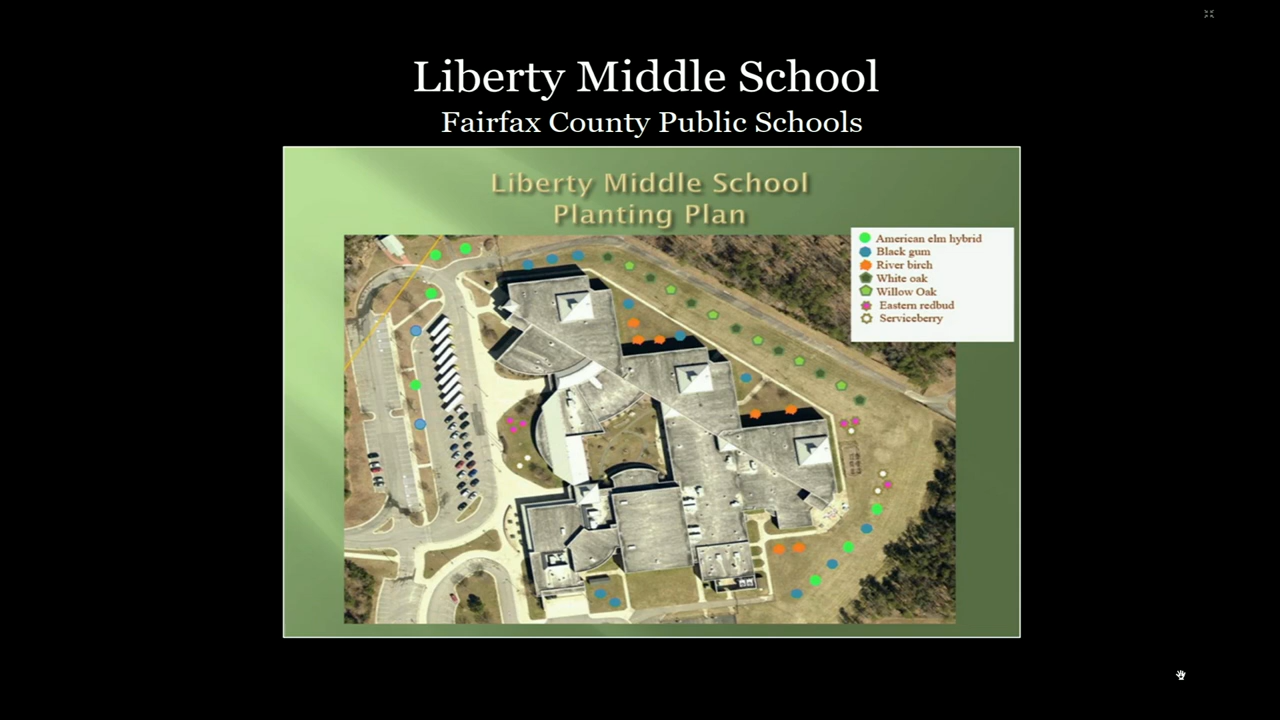 Liberty Middle School
Fairfax County Public Schools
Liberty Middle School
Planting Plan
American elm hybrid
Black gum
River birch
White oak
Willow Oak
Eastern redbud
Serviceberry